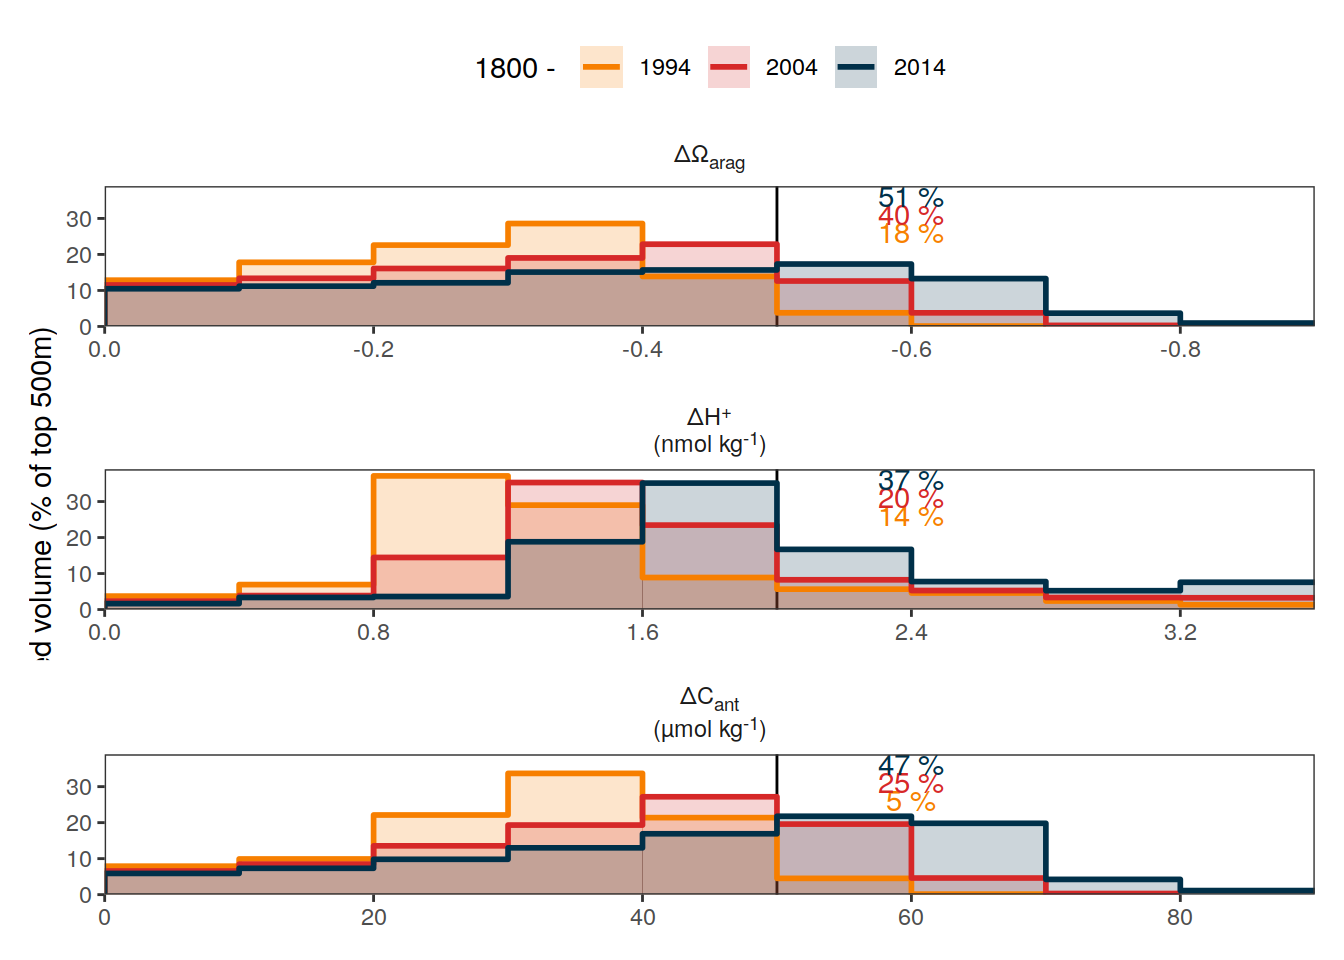 1800 - 1994 2004 2014
ΔΩarag
51 %
40 %
18 %
30
20
10
0
0.0 -0.2 -0.4 -0.6 -0.8
volume (% of top 500m)
ΔH⁺
(nmol kg⁻¹)
37 %
20 %
14 %
30
20
10
0
0.0 0.8 1.6 2.4 3.2
ΔCant
(μmol kg⁻¹)
47 %
25 %
5 %
30
20
10
0
0 20 40 60 80